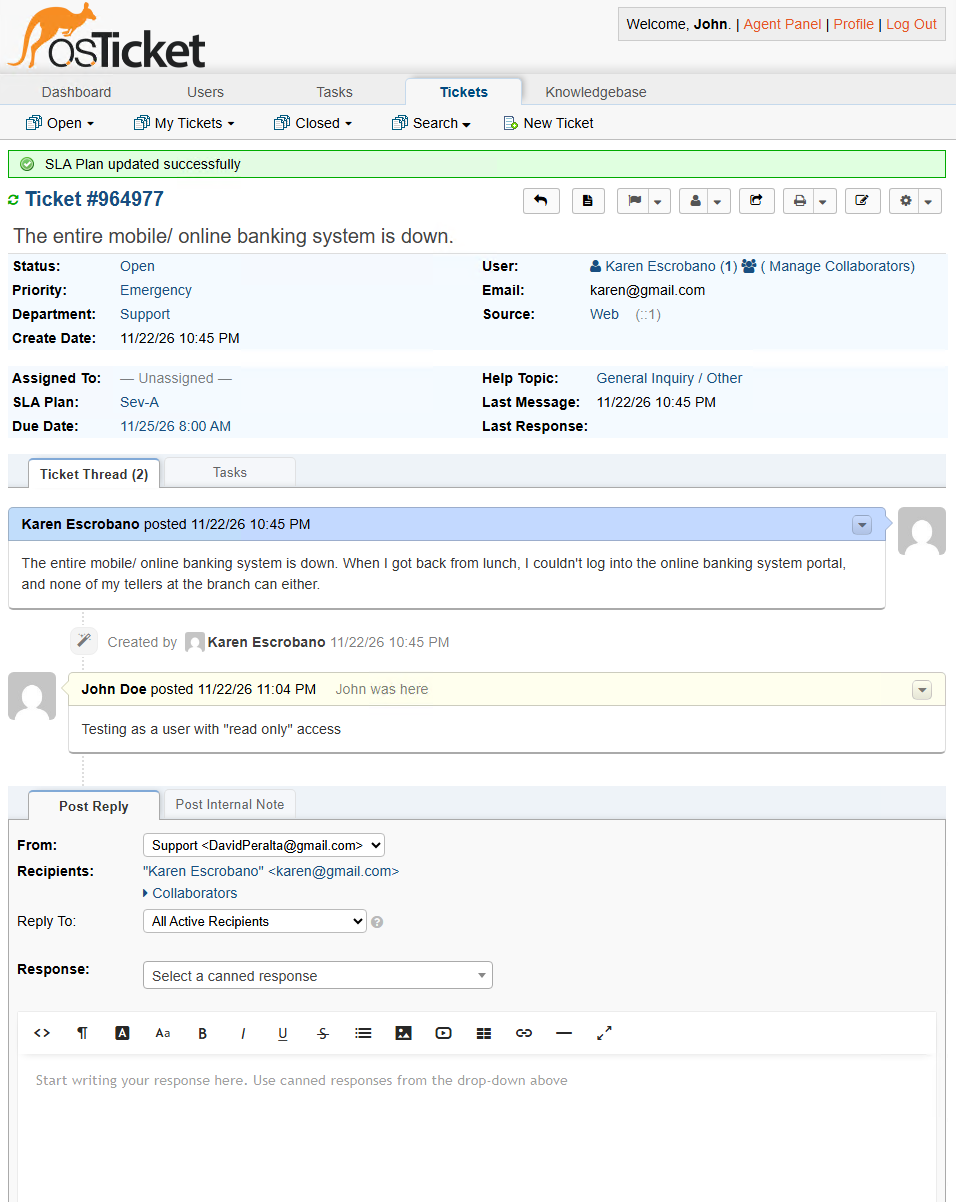 osTicket
Welcome, John. | Agent Panel | Profile | Log Out
Dashboard Users Tasks Tickets Knowledgebase
Open My Tickets Closed Search New Ticket
SLA Plan updated successfully
Ticket #964977
The entire mobile/ online banking system is down.
Status: Open User: Karen Escrobano (1) ( Manage Collaborators)
Priority: Emergency Email: karen@gmail.com
Department: Support Source: Web (::1)
Create Date: 11/22/26 10:45 PM
Assigned To: — Unassigned — Help Topic: General Inquiry / Other
SLA Plan: Sev-A Last Message: 11/22/26 10:45 PM
Due Date: 11/25/26 8:00 AM Last Response:
Ticket Thread (2) Tasks
Karen Escrobano posted 11/22/26 10:45 PM
The entire mobile/ online banking system is down. When I got back from lunch, I couldn't log into the online banking system portal,
and none of my tellers at the branch can either.
Created by Karen Escrobano 11/22/26 10:45 PM
John Doe posted 11/22/26 11:04 PM John was here
Testing as a user with "read only" access
Post Reply Post Internal Note
From: Support <DavidPeralta@gmail.com>
Recipients: "Karen Escrobano" <karen@gmail.com>
Collaborators
Reply To: All Active Recipients ?
Response: Select a canned response
<> ¶ A Aa B I U S
Start writing your response here. Use canned responses from the drop-down above